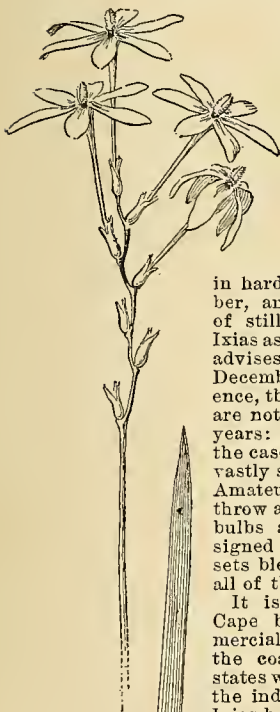 in hard
ber, an
of still
Ixias as
advises
Decemb
ence, th
are not
years:
the case
vastly s
Amateu
throw a
bulbs a
signed
sets ble
all of th
It is
Cape b
mercial
the coa
states w
the ind